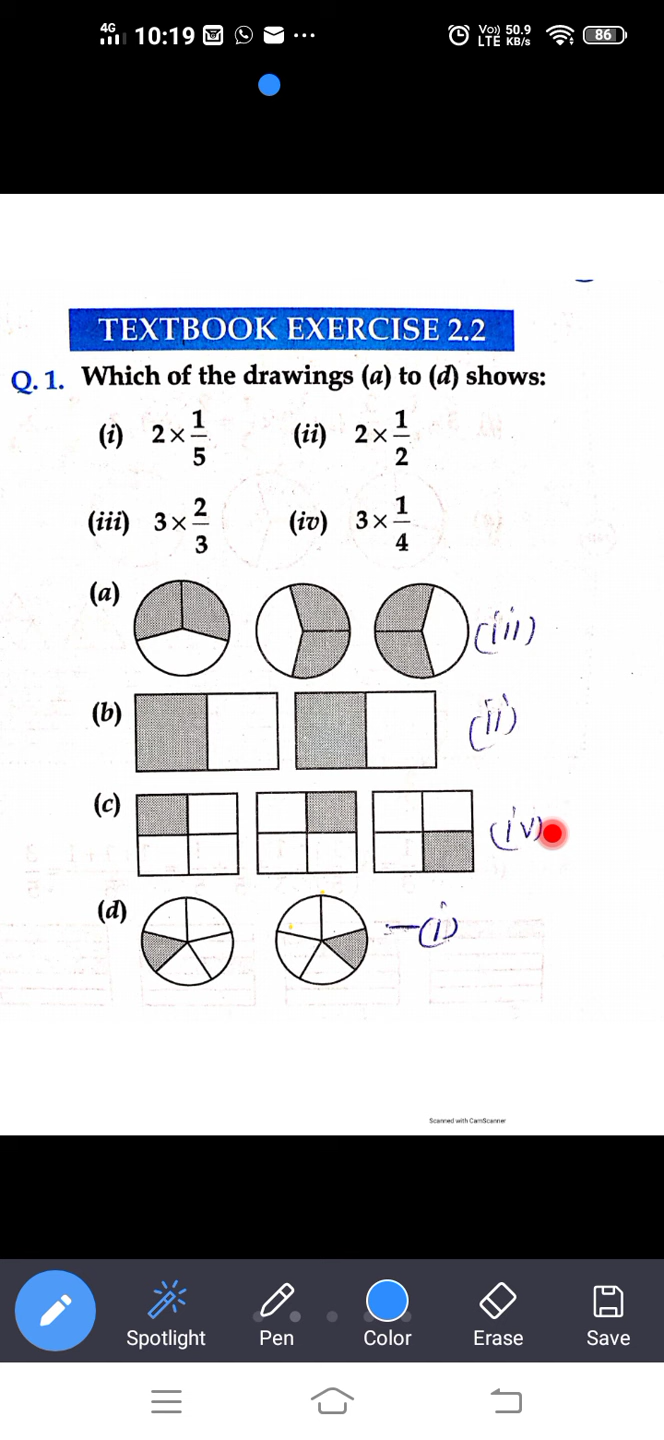 4G 10:19 ... Vo)) LTE 50.9 KB/s 86
TEXTBOOK EXERCISE 2.2
Q. 1. Which of the drawings (a) to (d) shows:
(i) 2 × 1/5 (ii) 2 × 1/2
(iii) 3 × 2/3 (iv) 3 × 1/4
(a) (iii)
(b) (ii)
(c) (iv)
(d) –(i)
Scanned with CamScanner
Spotlight Pen Color Erase Save